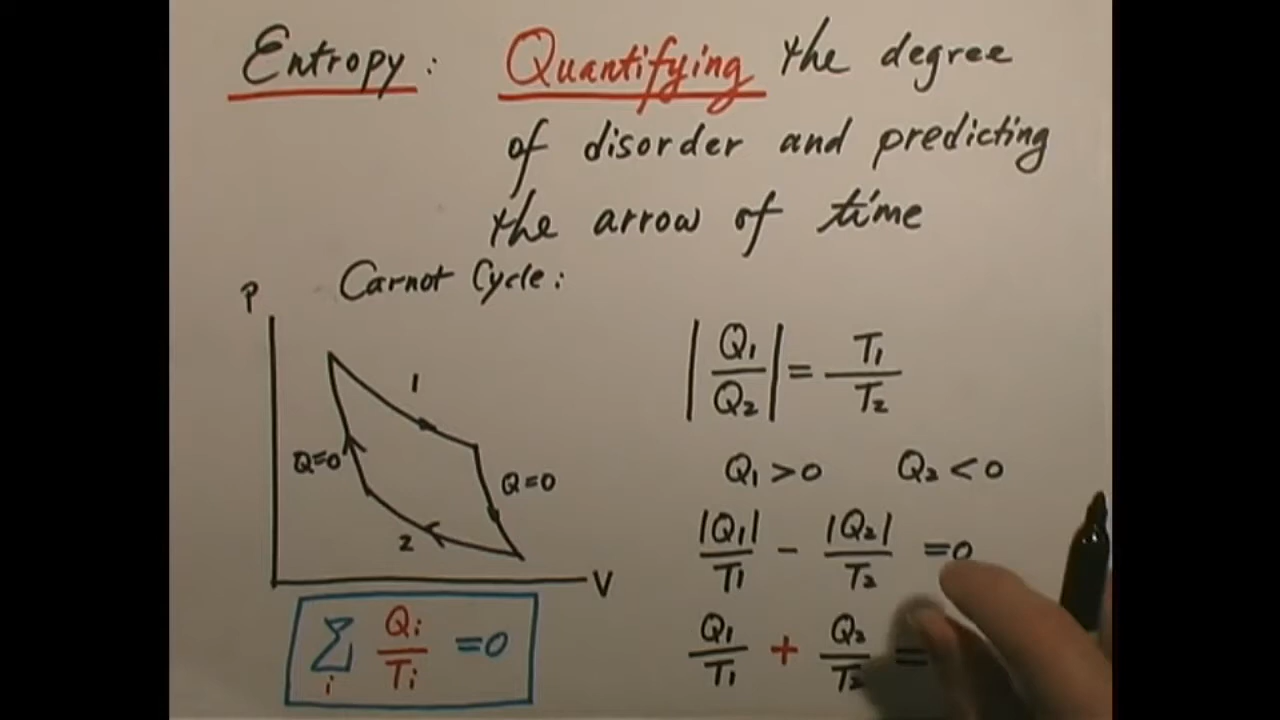 Entropy: Quantifying the degree
of disorder and predicting
the arrow of time
Carnot Cycle:
P
1
Q=0
Q=0
2
V
∑i Qi/Ti =0
|Q1/Q2| = T1/T2
Q1>0 Q2<0
|Q1|/T1 − |Q2|/T2 =0
Q1/T1 + Q2/T2 =